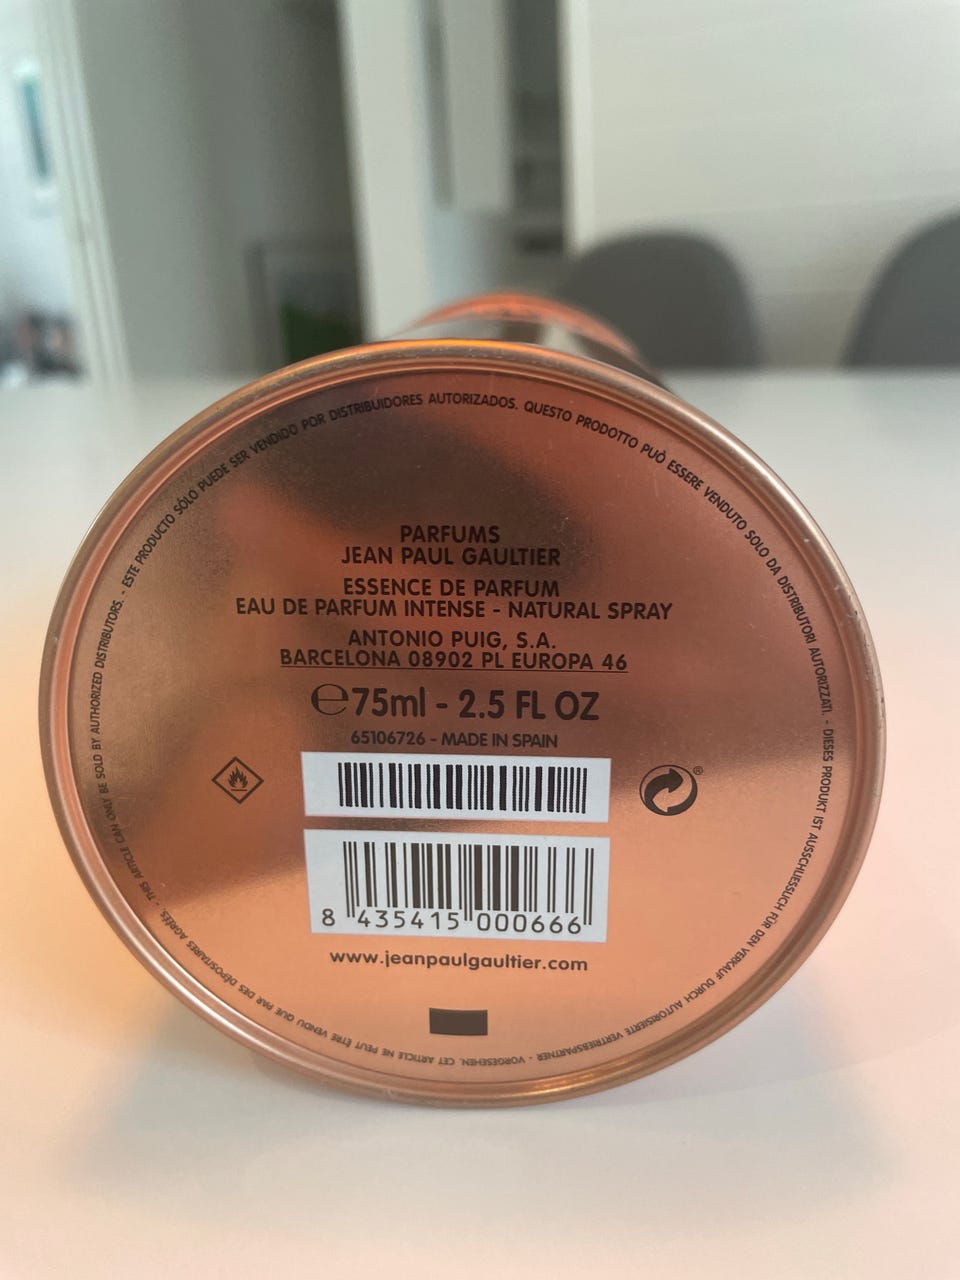 PARFUMS
JEAN PAUL GAULTIER
ESSENCE DE PARFUM
EAU DE PARFUM INTENSE - NATURAL SPRAY
ANTONIO PUIG, S.A.
BARCELONA 08902 PL EUROPA 46
℮75ml - 2.5 FL OZ
65106726 - MADE IN SPAIN
8 435415 000666
www.jeanpaulgaultier.com
- ESTE PRODUCTO SÓLO PUEDE SER VENDIDO POR DISTRIBUIDORES AUTORIZADOS. QUESTO PRODOTTO PUÒ ESSERE VENDUTO SOLO DA DISTRIBUTORI AUTORIZZATI. - DIESES PRODUKT IST AUSSCHLIESSLICH FÜR DEN VERKAUF DURCH AUTORISIERTE VERTRIEBSPARTNER - VORGESEHEN. CET ARTICLE NE PEUT ÊTRE VENDU QUE PAR DES DÉPOSITAIRES AGRÉES. - THIS ARTICLE CAN ONLY BE SOLD BY AUTHORIZED DISTRIBUTORS.
®